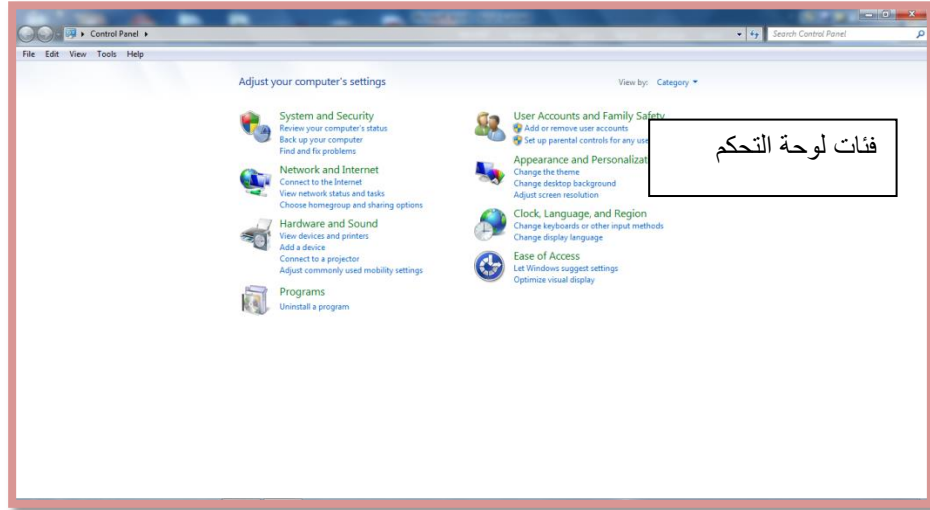 Control Panel
Search Control Panel
File Edit View Tools Help
Adjust your computer's settings
View by: Category
System and Security
Review your computer's status
Back up your computer
Find and fix problems
Network and Internet
Connect to the Internet
View network status and tasks
Choose homegroup and sharing options
Hardware and Sound
View devices and printers
Add a device
Connect to a projector
Adjust commonly used mobility settings
Programs
Uninstall a program
User Accounts and Family Safety
Add or remove user accounts
Set up parental controls for any
Appearance and
Change the theme
Change desktop background
Adjust screen resolution
Clock, Language, and Region
Change keyboards or other input methods
Change display language
Ease of Access
Let Windows suggest settings
Optimize visual display
فئات لوحة التحكم